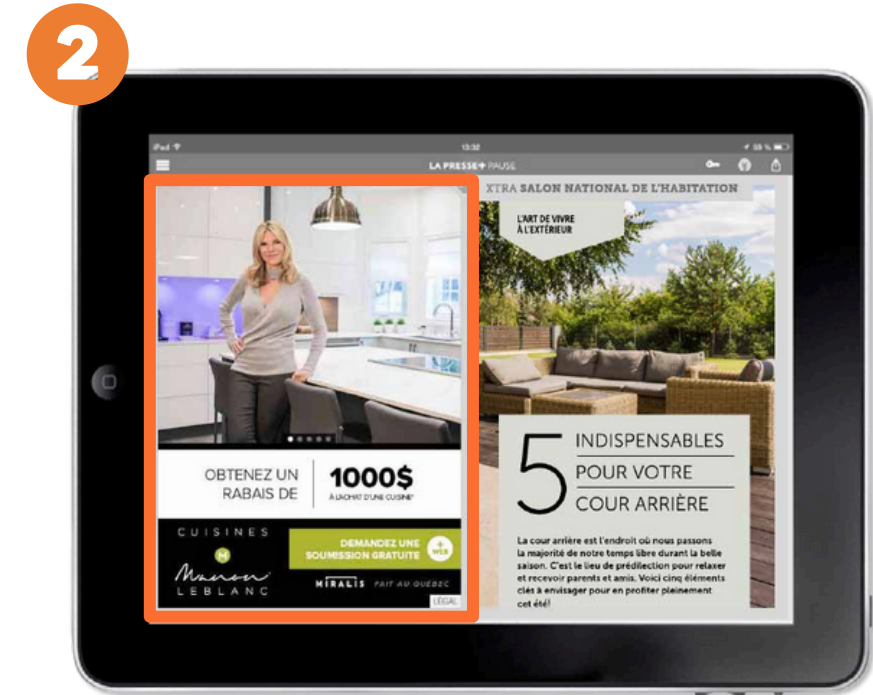 2
iPad
13:32
LA PRESSE+ PAUSE
XTRA SALON NATIONAL DE L'HABITATION
L'ART DE VIVRE
À L'EXTÉRIEUR
OBTENEZ UN
RABAIS DE
1000$
À L'ACHAT D'UNE CUISINE*
CUISINES
M
Manon
LEBLANC
DEMANDEZ UNE
SOUMISSION GRATUITE
+
WEB
MIRALIS FAIT AU QUÉBEC
LÉGAL
5 INDISPENSABLES
POUR VOTRE
COUR ARRIÈRE
La cour arrière est l'endroit où nous passons
la majorité de notre temps libre durant la belle
saison. C'est le lieu de prédilection pour relaxer
et recevoir parents et amis. Voici cinq éléments
clés à envisager pour en profiter pleinement
cet été!